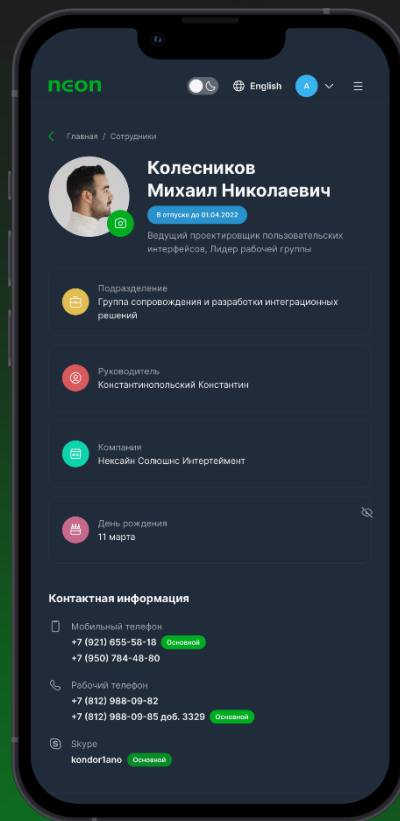 neon
English
A
Главная / Сотрудники
Колесников
Михаил Николаевич
В отпуске до 01.04.2022
Ведущий проектировщик пользовательских
интерфейсов, Лидер рабочей группы
Подразделение
Группа сопровождения и разработки интеграционных
решений
Руководитель
Константинопольский Константин
Компания
Нексайн Солюшнс Интертеймент
День рождения
11 марта
Контактная информация
Мобильный телефон
+7 (921) 655-58-18 Основной
+7 (950) 784-48-80
Рабочий телефон
+7 (812) 988-09-82
+7 (812) 988-09-85 доб. 3329 Основной
Skype
kondor1ano Основной